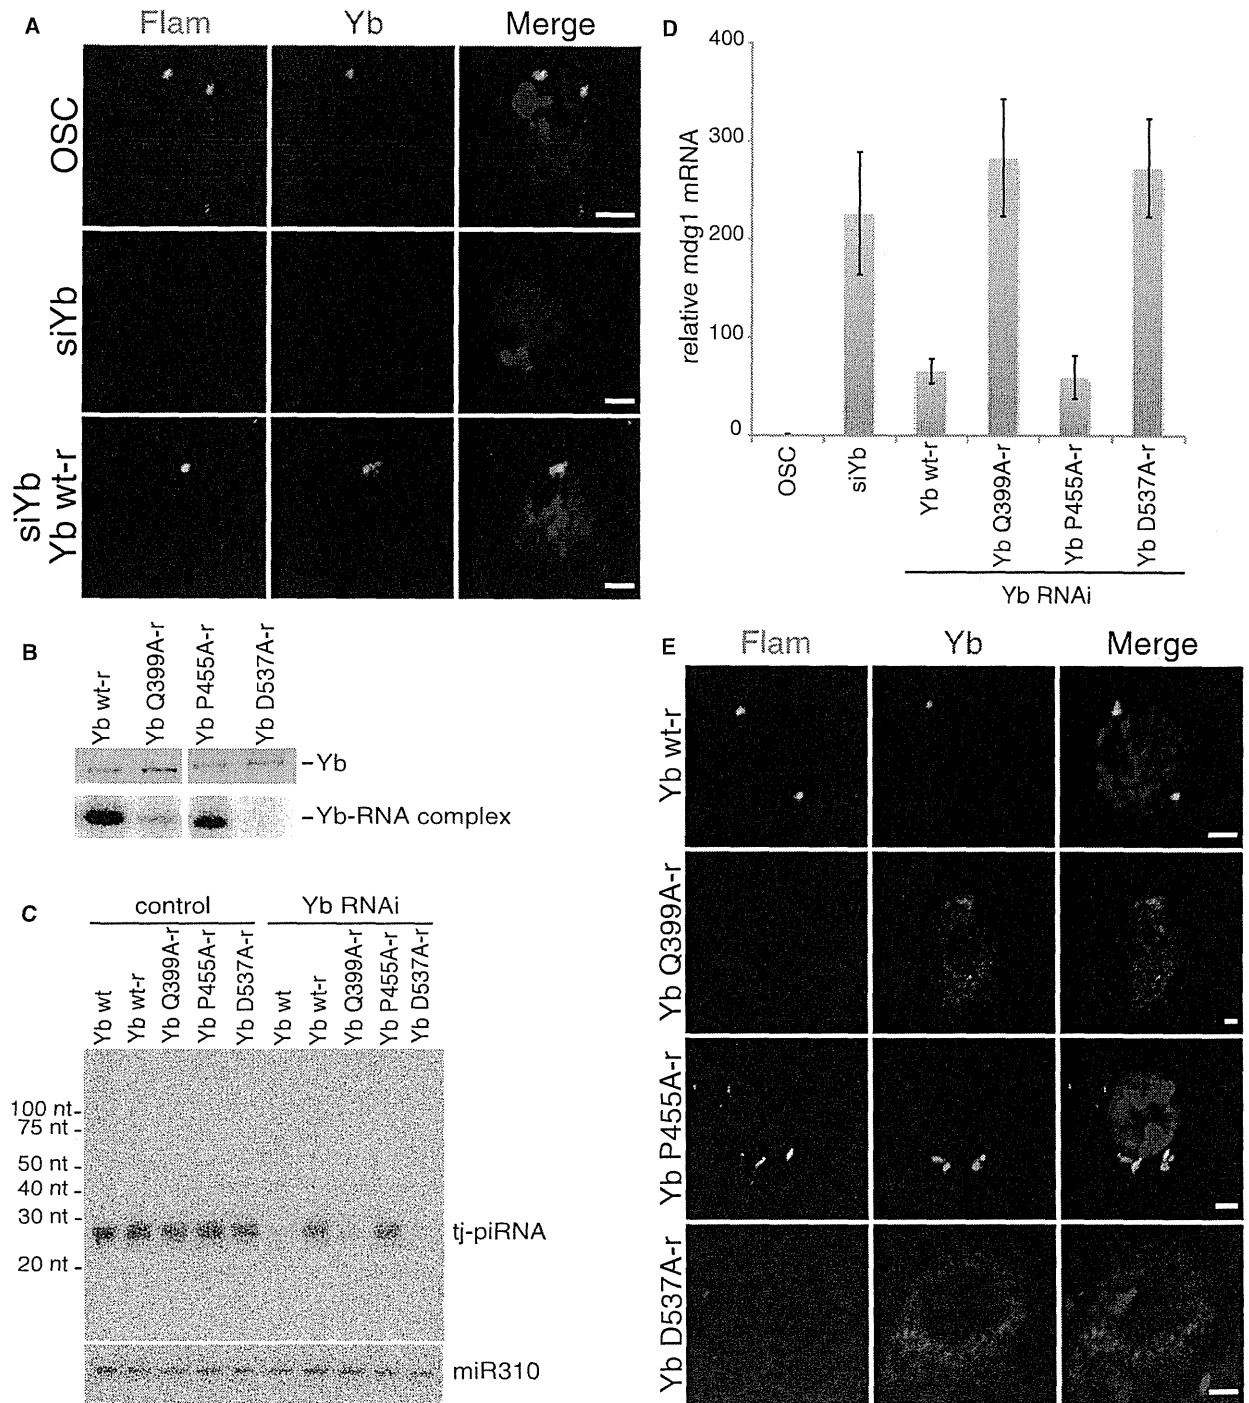 A
Flam Yb Merge
OSC
siYb
siYb
Yb wt-r
B
Yb wt-r
Yb Q399A-r
Yb P455A-r
Yb D537A-r
Yb
Yb-RNA complex
C
control Yb RNAi
Yb wt
Yb wt-r
Yb Q399A-r
Yb P455A-r
Yb D537A-r
Yb wt
Yb wt-r
Yb Q399A-r
Yb P455A-r
Yb D537A-r
100 nt
75 nt
50 nt
40 nt
30 nt
20 nt
tj-piRNA
miR310
D
relative mdg1 mRNA
400
300
200
100
0
OSC
siYb
Yb wt-r
Yb Q399A-r
Yb P455A-r
Yb D537A-r
Yb RNAi
E
Flam Yb Merge
Yb wt-r
Yb Q399A-r
Yb P455A-r
Yb D537A-r